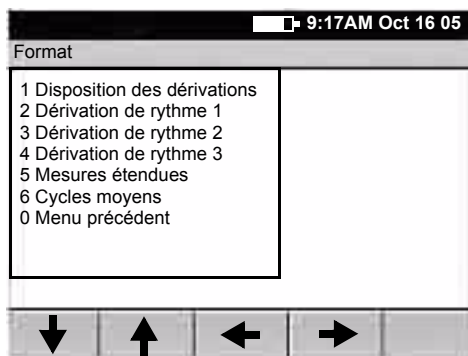 9:17AM Oct 16 05
Format
1 Disposition des dérivations
2 Dérivation de rythme 1
3 Dérivation de rythme 2
4 Dérivation de rythme 3
5 Mesures étendues
6 Cycles moyens
0 Menu précédent